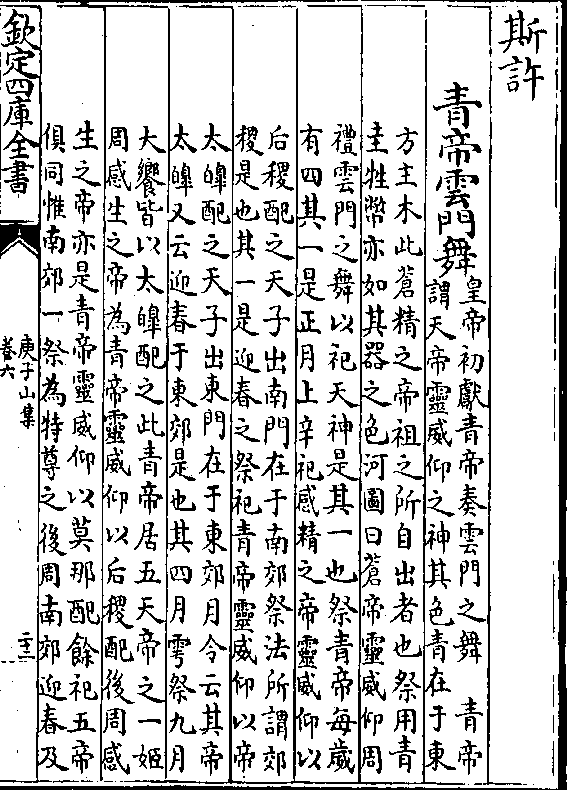 斯許
青帝雲門舞
皇帝初獻青帝奏雲門之舞　青帝
謂天帝靈威仰之神其色青在于東
方主木此蒼精之帝祖之所自出者也祭用青
圭牲幣亦如其器之色河圖曰蒼帝靈威仰周
禮雲門之舞以祀天神是其一也祭青帝每歲
有四其一是正月上辛祀感精之帝靈威仰以
后稷配之天子出南門在于南郊祭法所謂郊
稷是也其一是迎春之祭祀青帝靈威仰以帝
太皥配之天子出東門在于東郊月令云其帝
太皥又云迎春于東郊是也其四月雩祭九月
大饗皆以太皥配之此青帝居五天帝之一姬
周感生之帝為青帝靈威仰以后稷配後周感
生之帝亦是青帝靈威仰以莫那配餘祀五帝
俱同惟南郊一祭為特尊之後周南郊迎春及
欽定四庫全書
庾子山集
卷六
二十二